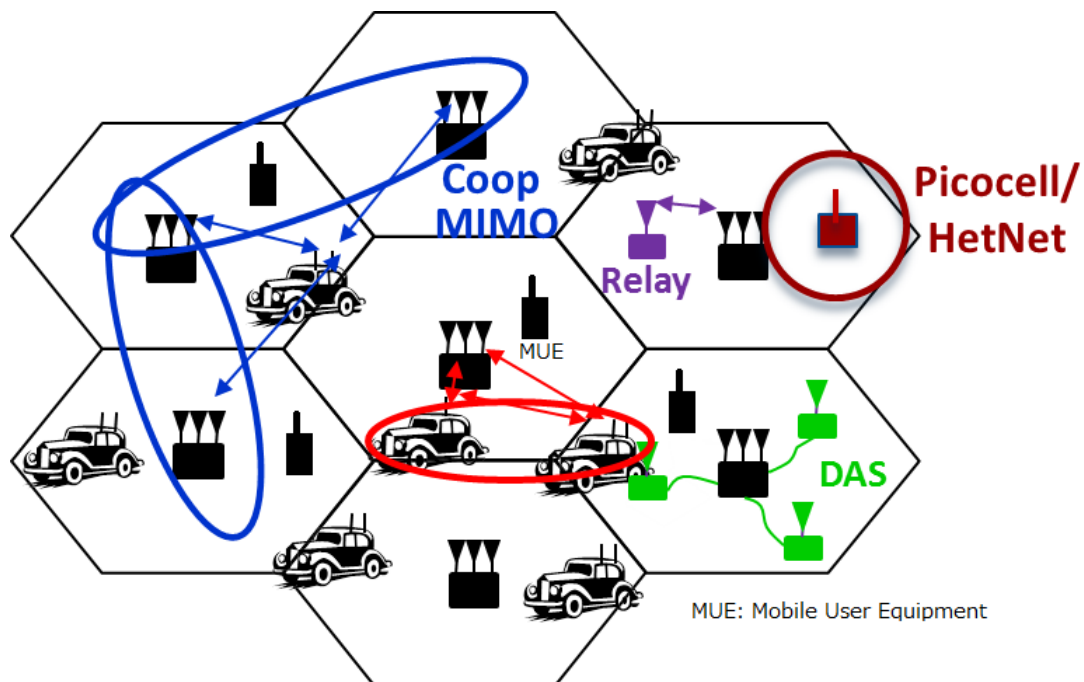 Coop
MIMO
Picocell/
HetNet
Relay
MUE
DAS
MUE: Mobile User Equipment